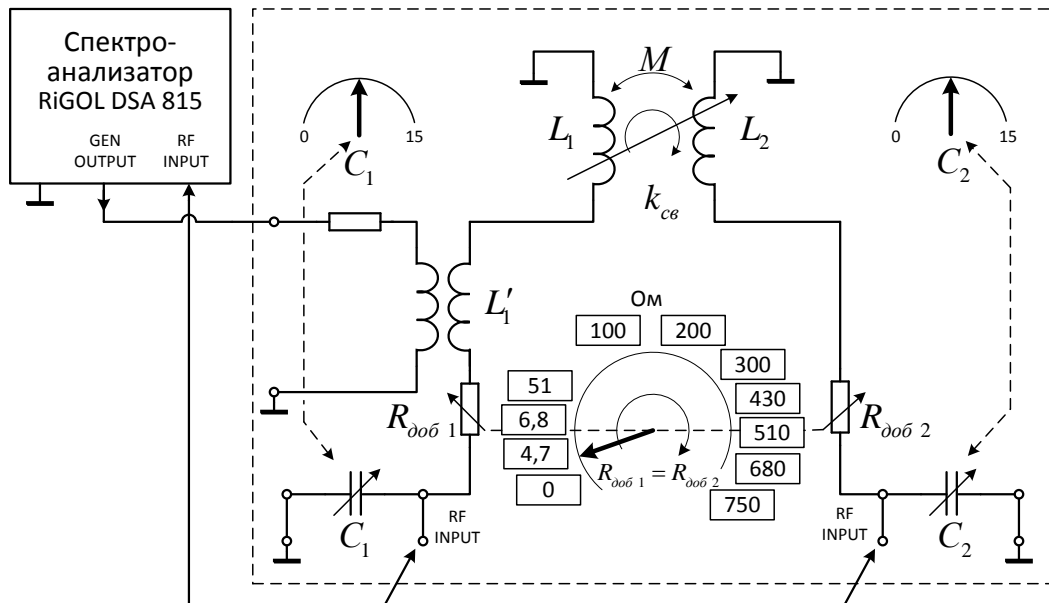 Спектро-
анализатор
RiGOL DSA 815
GEN
OUTPUT
RF
INPUT
0
15
C₁
M
L₁
L₂
kсв
0
15
C₂
L′₁
Ом
100
200
51
300
6,8
430
4,7
510
0
680
750
Rдоб 1
Rдоб 1 = Rдоб 2
Rдоб 2
C₁
RF
INPUT
RF
INPUT
C₂